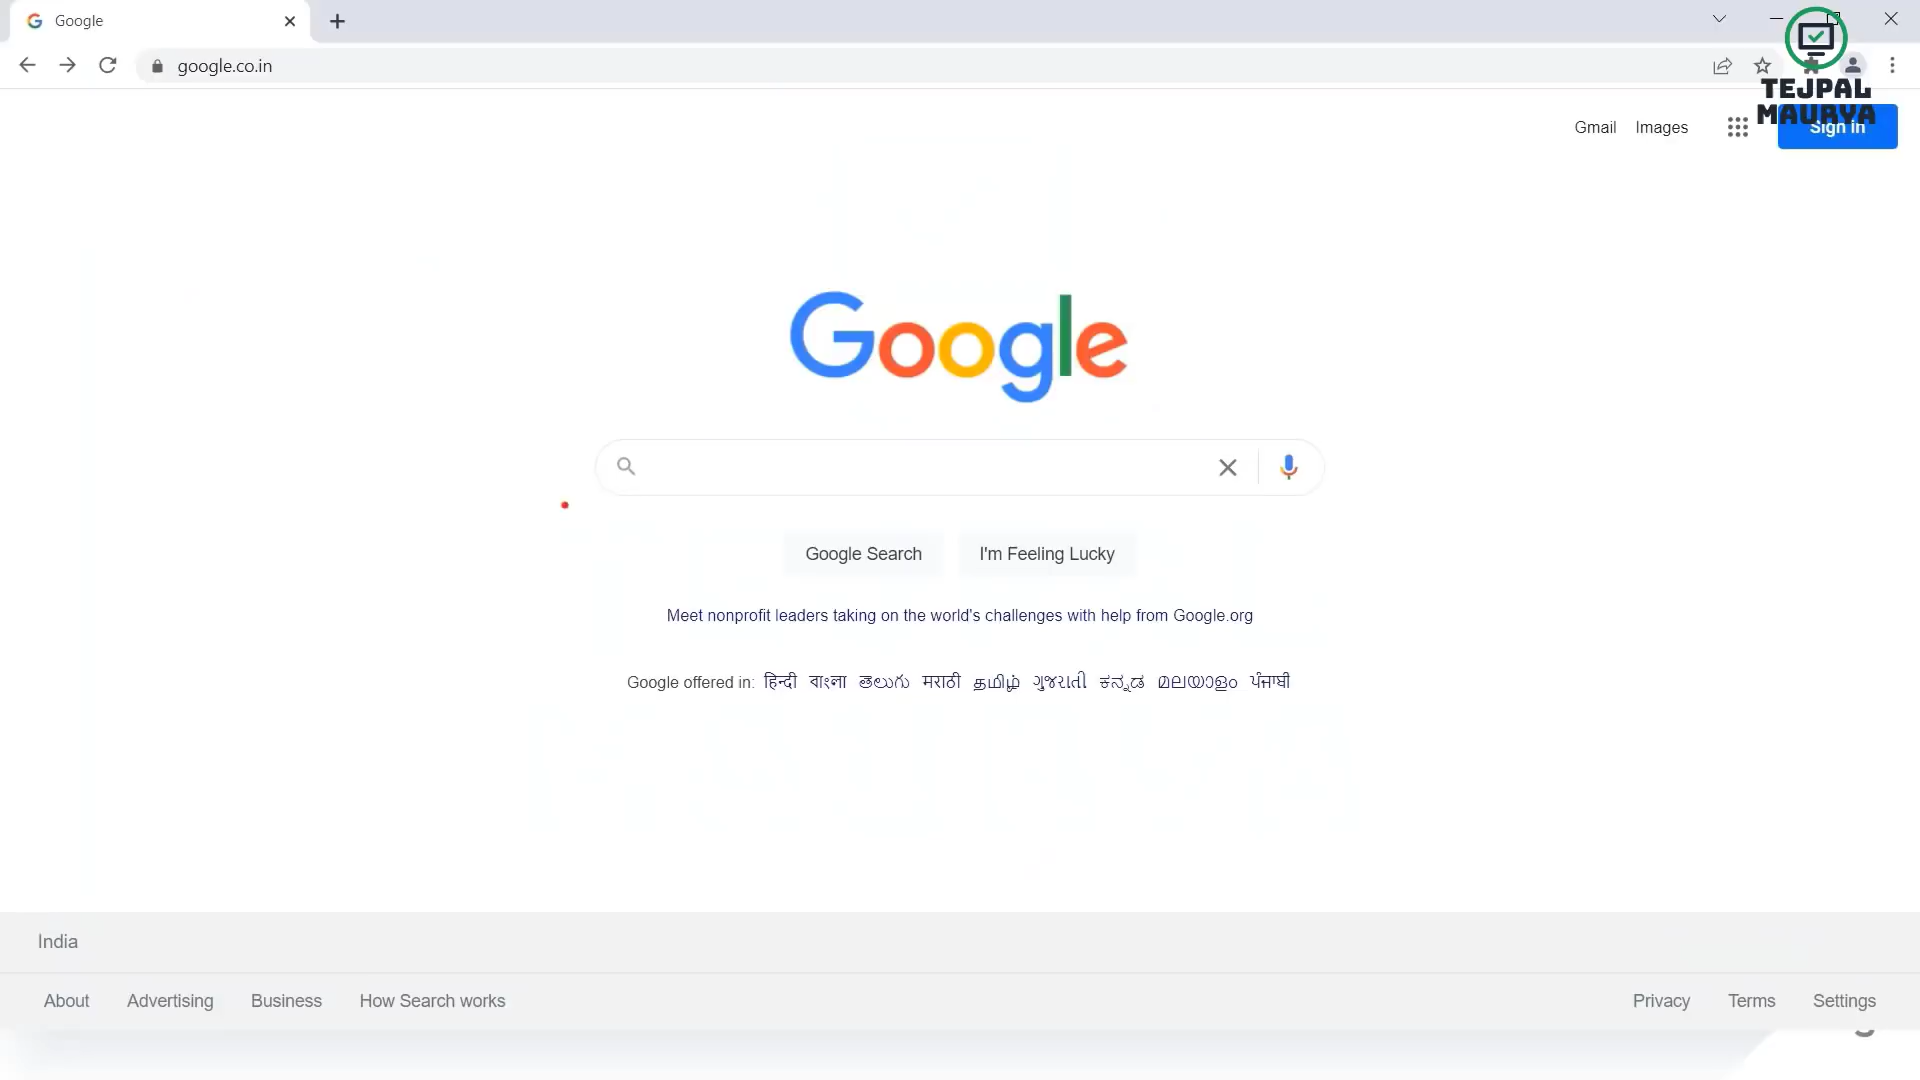 Google
google.co.in
TEJPAL
MAURYA
Gmail Images
Sign in
Google
Google Search I'm Feeling Lucky
Meet nonprofit leaders taking on the world's challenges with help from Google.org
Google offered in: हिन्दी বাংলা తెలుగు मराठी தமிழ் ગુજરાતી ಕನ್ನಡ മലയാളം ਪੰਜਾਬੀ
India
About Advertising Business How Search works Privacy Terms Settings